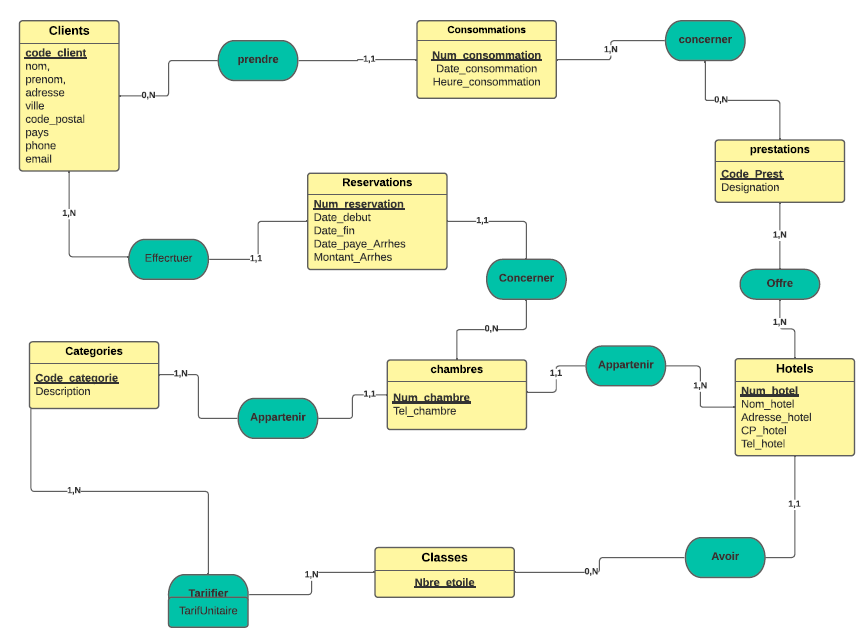 Clients
code_client
nom,
prenom,
adresse
ville
code_postal
pays
phone
email
0,N
prendre
1,1
Consommations
Num_consommation
Date_consommation
Heure_consommation
1,N
concerner
0,N
prestations
Code_Prest
Designation
1,N
Effecrtuer
1,1
Reservations
Num_reservation
Date_debut
Date_fin
Date_paye_Arrhes
Montant_Arrhes
1,1
Concerner
0,N
1,N
Offre
1,N
Categories
Code_categorie
Description
1,N
Appartenir
1,1
chambres
Num_chambre
Tel_chambre
1,1
Appartenir
1,N
Hotels
Num_hotel
Nom_hotel
Adresse_hotel
CP_hotel
Tel_hotel
1,N
Tariifier
TarifUnitaire
1,N
Classes
Nbre_etoile
0,N
Avoir
1,1